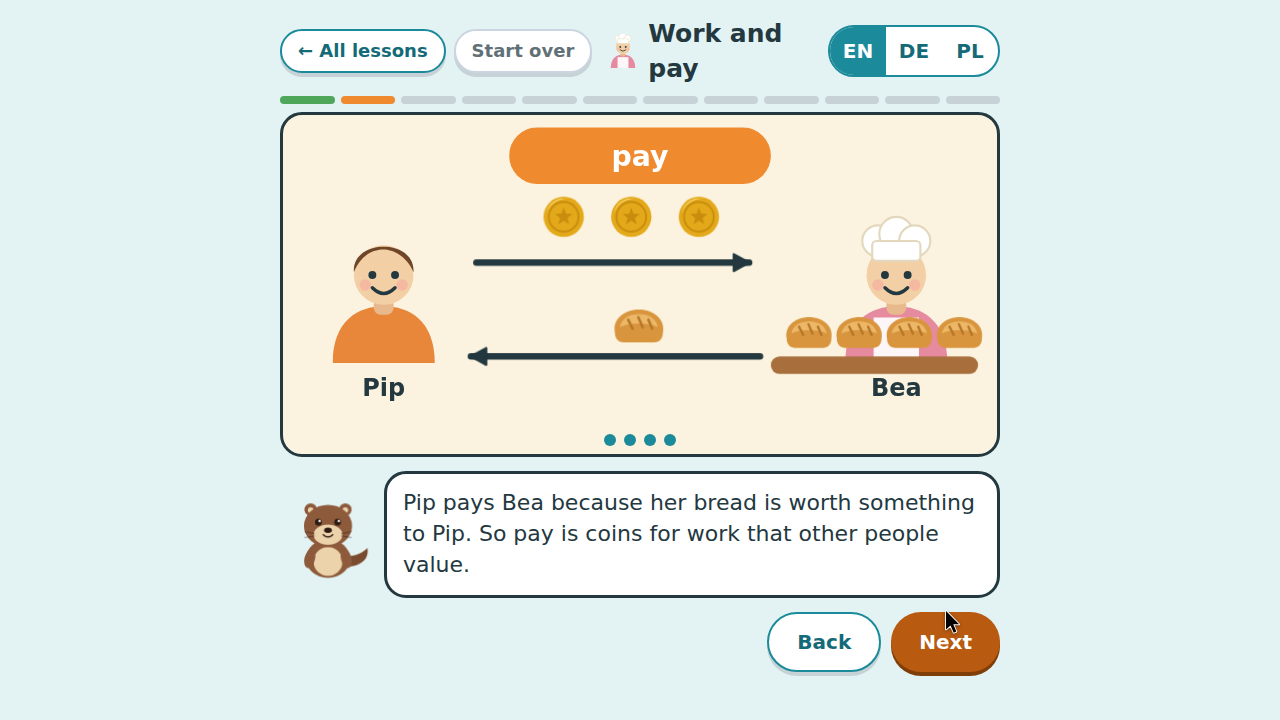 ← All lessons
Start over
Work and
pay
EN DE PL
pay
Pip
Bea
Pip pays Bea because her bread is worth something
to Pip. So pay is coins for work that other people
value.
Back
Next